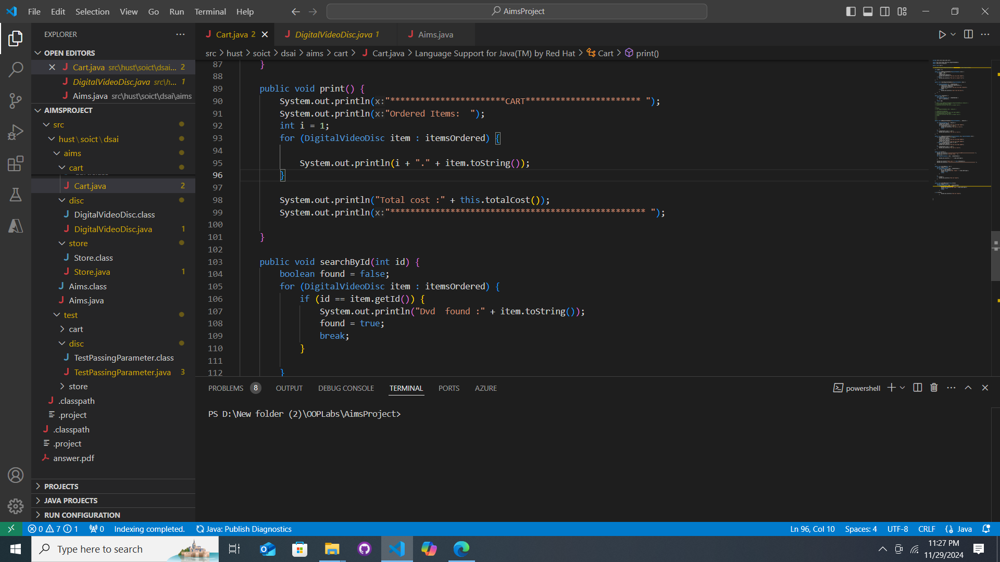 File Edit Selection View Go Run Terminal Help
AimsProject
EXPLORER
OPEN EDITORS
Cart.java src\hust\soict\dsai... 2
DigitalVideoDisc.java src\h... 1
Aims.java src\hust\soict\dsai\aims
AIMSPROJECT
src
hust\soict\dsai
aims
cart
Cart.java 2
disc
DigitalVideoDisc.class
DigitalVideoDisc.java 1
store
Store.class
Store.java 1
Aims.class
Aims.java
test
cart
disc
TestPassingParameter.class
TestPassingParameter.java 3
store
.classpath
.project
.classpath
.project
answer.pdf
PROJECTS
JAVA PROJECTS
RUN CONFIGURATION
Cart.java 2
DigitalVideoDisc.java 1
Aims.java
src > hust > soict > dsai > aims > cart > Cart.java > Language Support for Java(TM) by Red Hat > Cart > print()
87 }
88
89 public void print() {
90 System.out.println(x:"***********************CART*********************** ");
91 System.out.println(x:"Ordered Items:  ");
92 int i = 1;
93 for (DigitalVideoDisc item : itemsOrdered) {
94
95 System.out.println(i + "." + item.toString());
96 }
97
98 System.out.println("Total cost :" + this.totalCost());
99 System.out.println(x:"*************************************************** ");
100
101 }
102
103 public void searchById(int id) {
104 boolean found = false;
105 for (DigitalVideoDisc item : itemsOrdered) {
106 if (id == item.getId()) {
107 System.out.println("Dvd  found :" + item.toString());
108 found = true;
109 break;
110 }
111
112 }
PROBLEMS 8 OUTPUT DEBUG CONSOLE TERMINAL PORTS AZURE
powershell
PS D:\New folder (2)\OOPLabs\AimsProject>
0 7 1 0 Indexing completed. Java: Publish Diagnostics
Ln 96, Col 10 Spaces: 4 UTF-8 CRLF Java
Type here to search
11:27 PM
11/29/2024